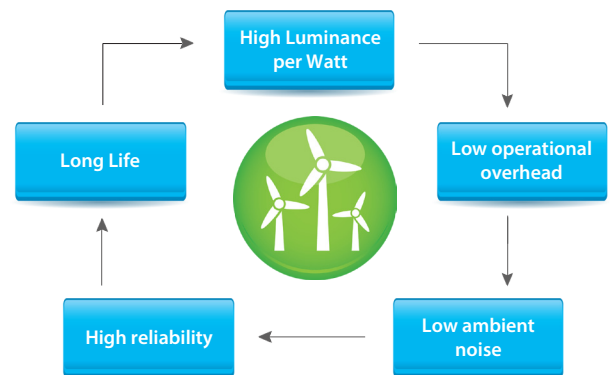 High Luminance
per Watt
Low operational
overhead
Low ambient
noise
High reliability
Long Life